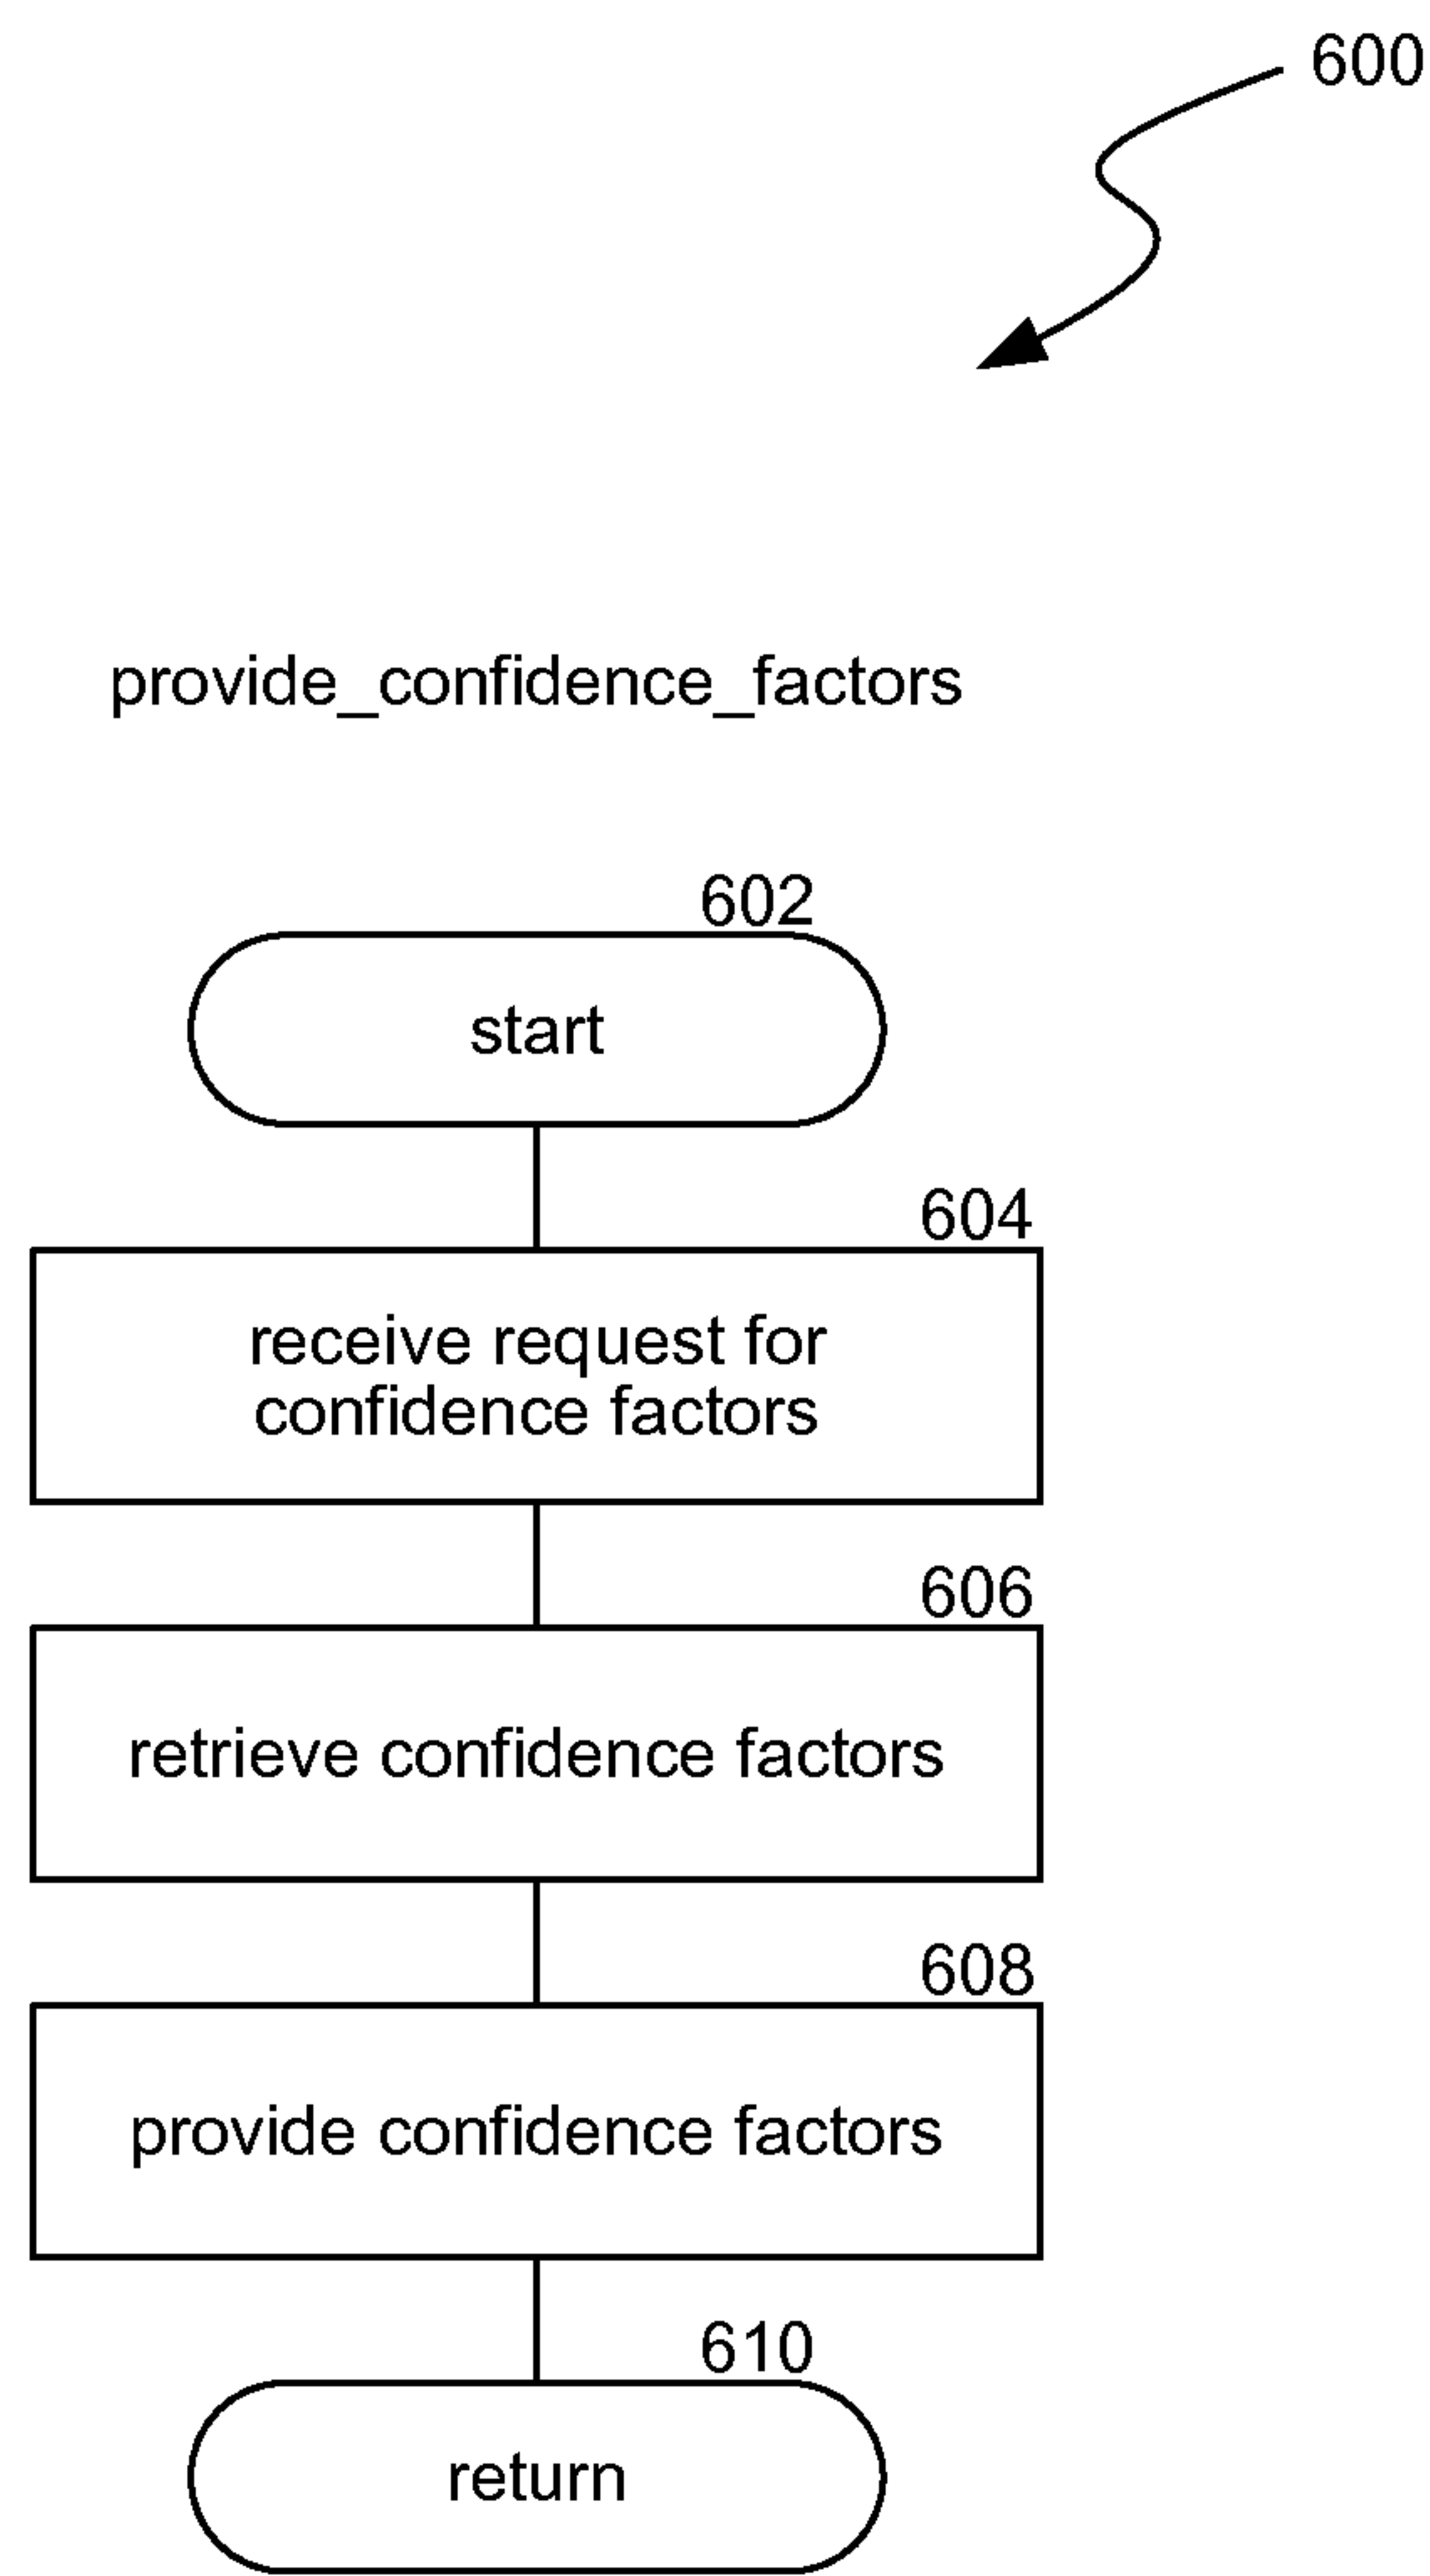 600
provide_confidence_factors
602
start
604
receive request for
confidence factors
606
retrieve confidence factors
608
provide confidence factors
610
return